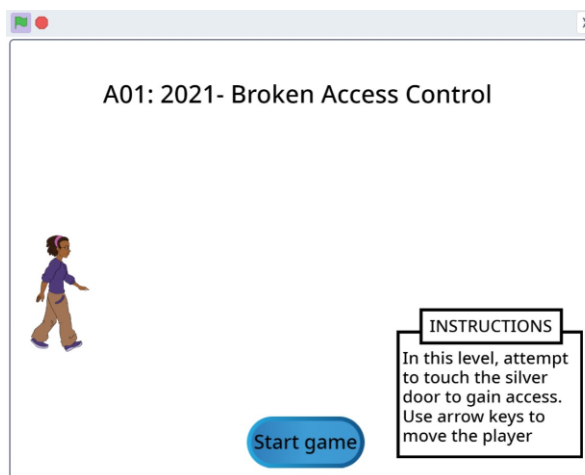 A01: 2021- Broken Access Control
INSTRUCTIONS
In this level, attempt
to touch the silver
door to gain access.
Use arrow keys to
move the player
Start game